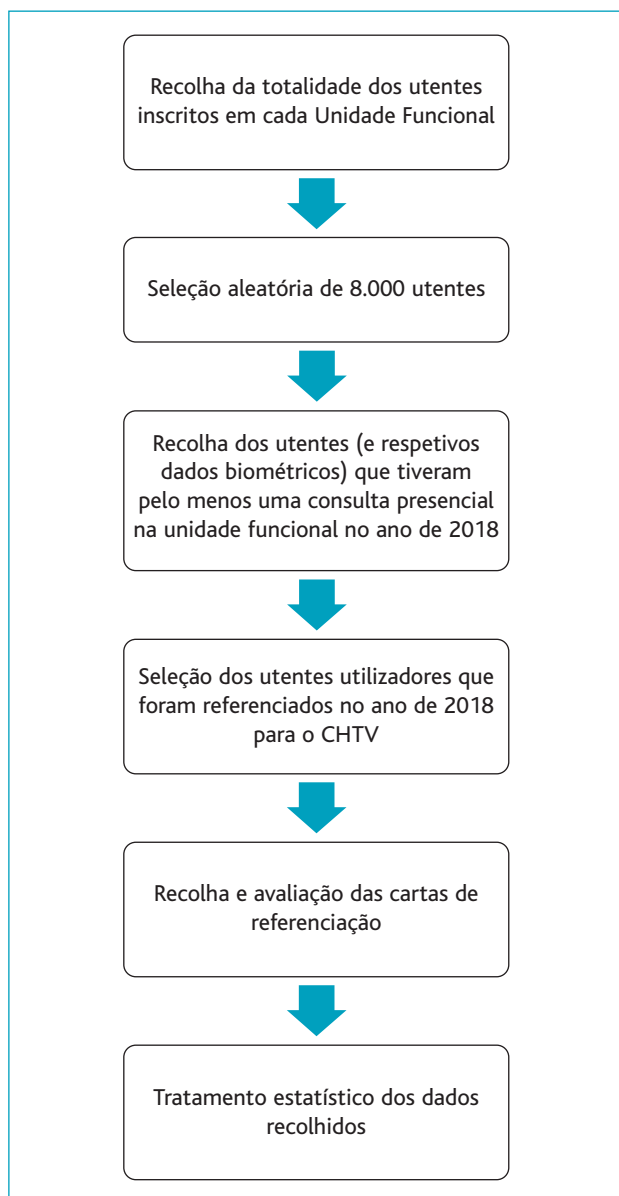 Recolha da totalidade dos utentes
inscritos em cada Unidade Funcional
Seleção aleatória de 8.000 utentes
Recolha dos utentes (e respetivos
dados biométricos) que tiveram
pelo menos uma consulta presencial
na unidade funcional no ano de 2018
Seleção dos utentes utilizadores que
foram referenciados no ano de 2018
para o CHTV
Recolha e avaliação das cartas de
referenciação
Tratamento estatístico dos dados
recolhidos